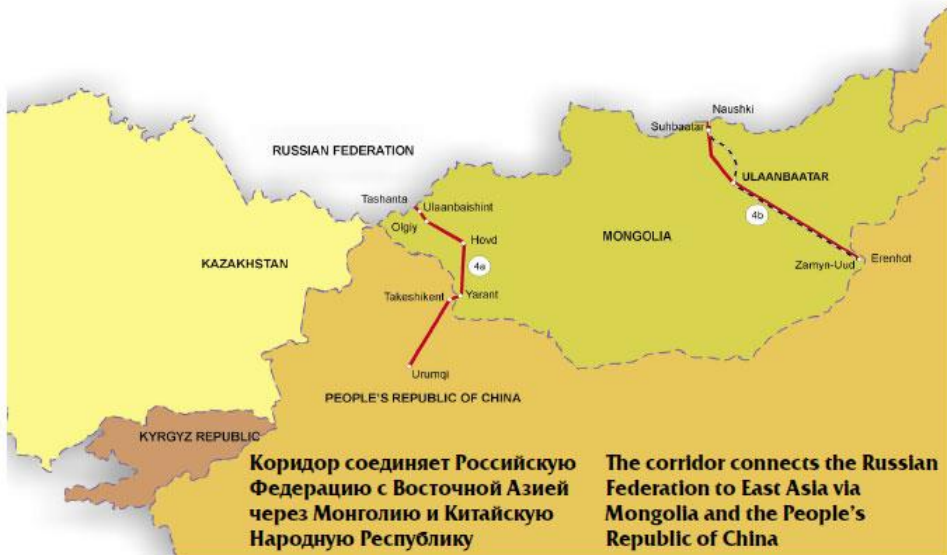 Naushki
Suhbaatar
RUSSIAN FEDERATION
ULAANBAATAR
Tashanta
Ulaanbaishint
4b
Olgiy
Hovd
MONGOLIA
KAZAKHSTAN
Zamyn-Uud
Erenhot
4a
Takeshikent
Yarant
Urumqi
PEOPLE'S REPUBLIC OF CHINA
KYRGYZ REPUBLIC
Коридор соединяет Российскую
Федерацию с Восточной Азией
через Монголию и Китайскую
Народную Республику
The corridor connects the Russian
Federation to East Asia via
Mongolia and the People's
Republic of China